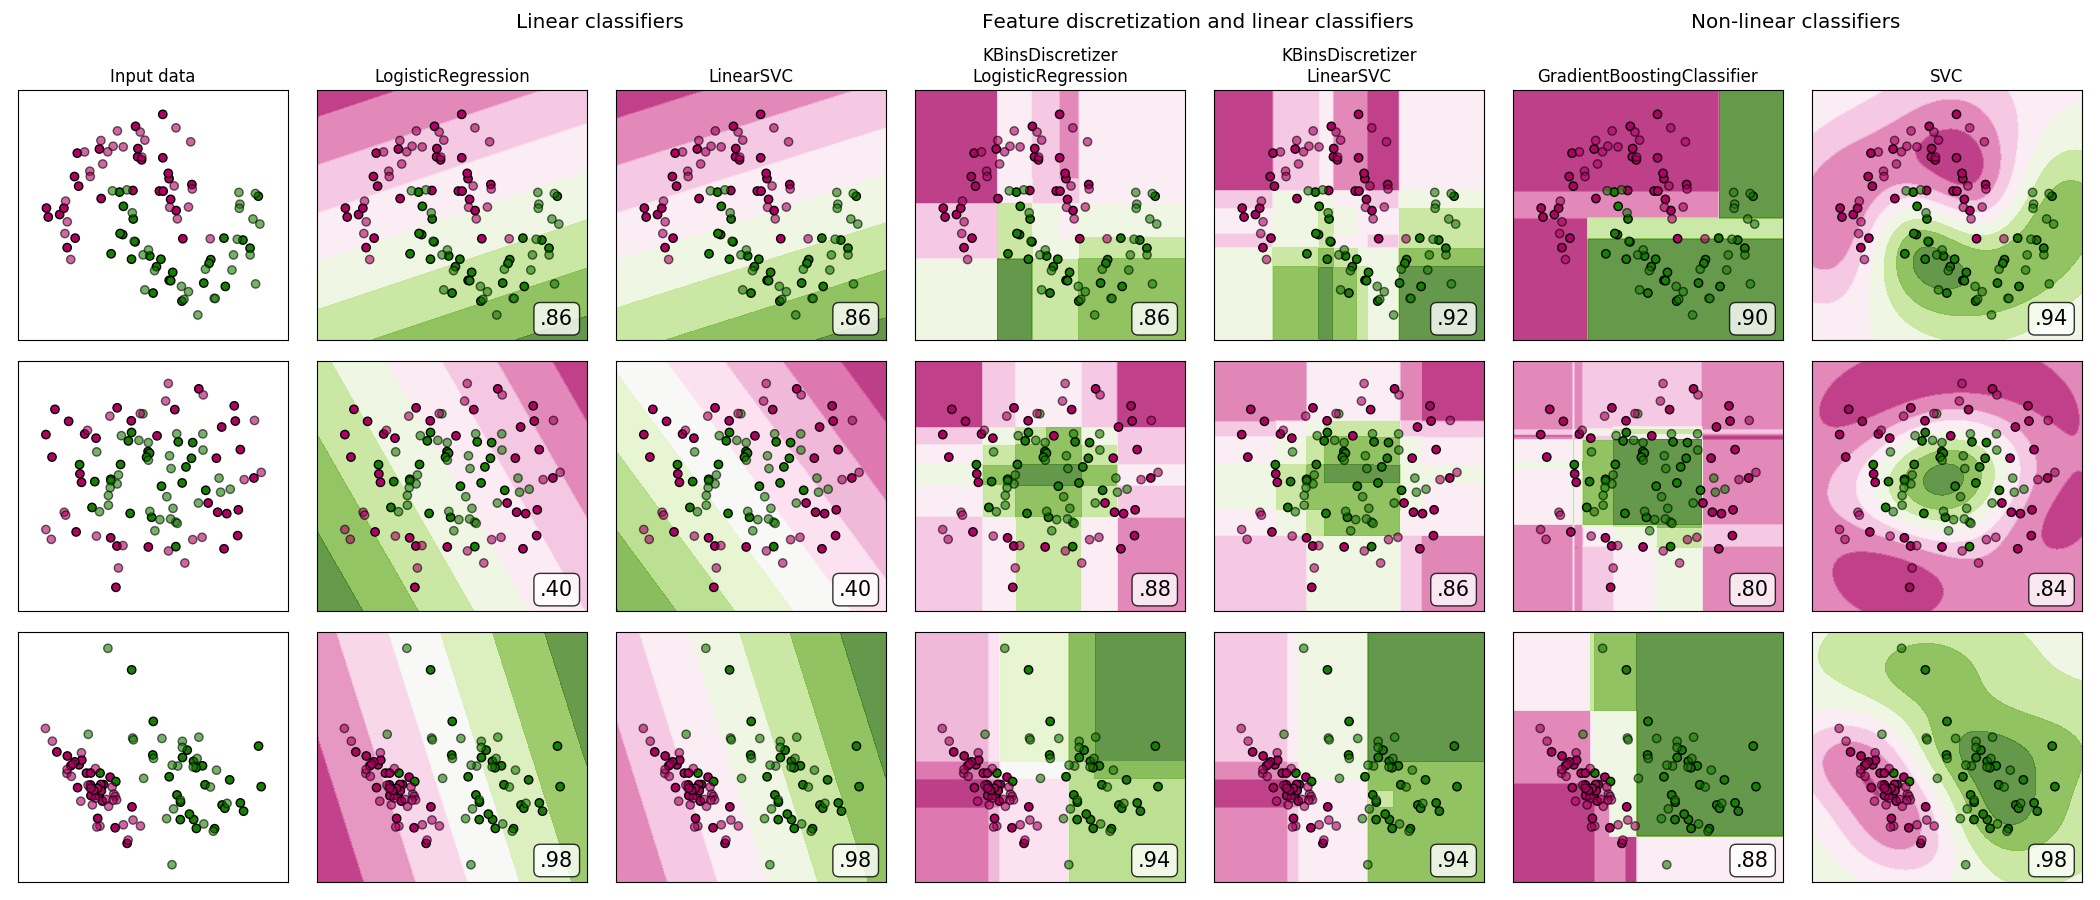 Linear classifiers
Feature discretization and linear classifiers
Non-linear classifiers
Input data
LogisticRegression
LinearSVC
KBinsDiscretizer
LogisticRegression
KBinsDiscretizer
LinearSVC
GradientBoostingClassifier
SVC
.86
.86
.86
.92
.90
.94
.40
.40
.88
.86
.80
.84
.98
.98
.94
.94
.88
.98